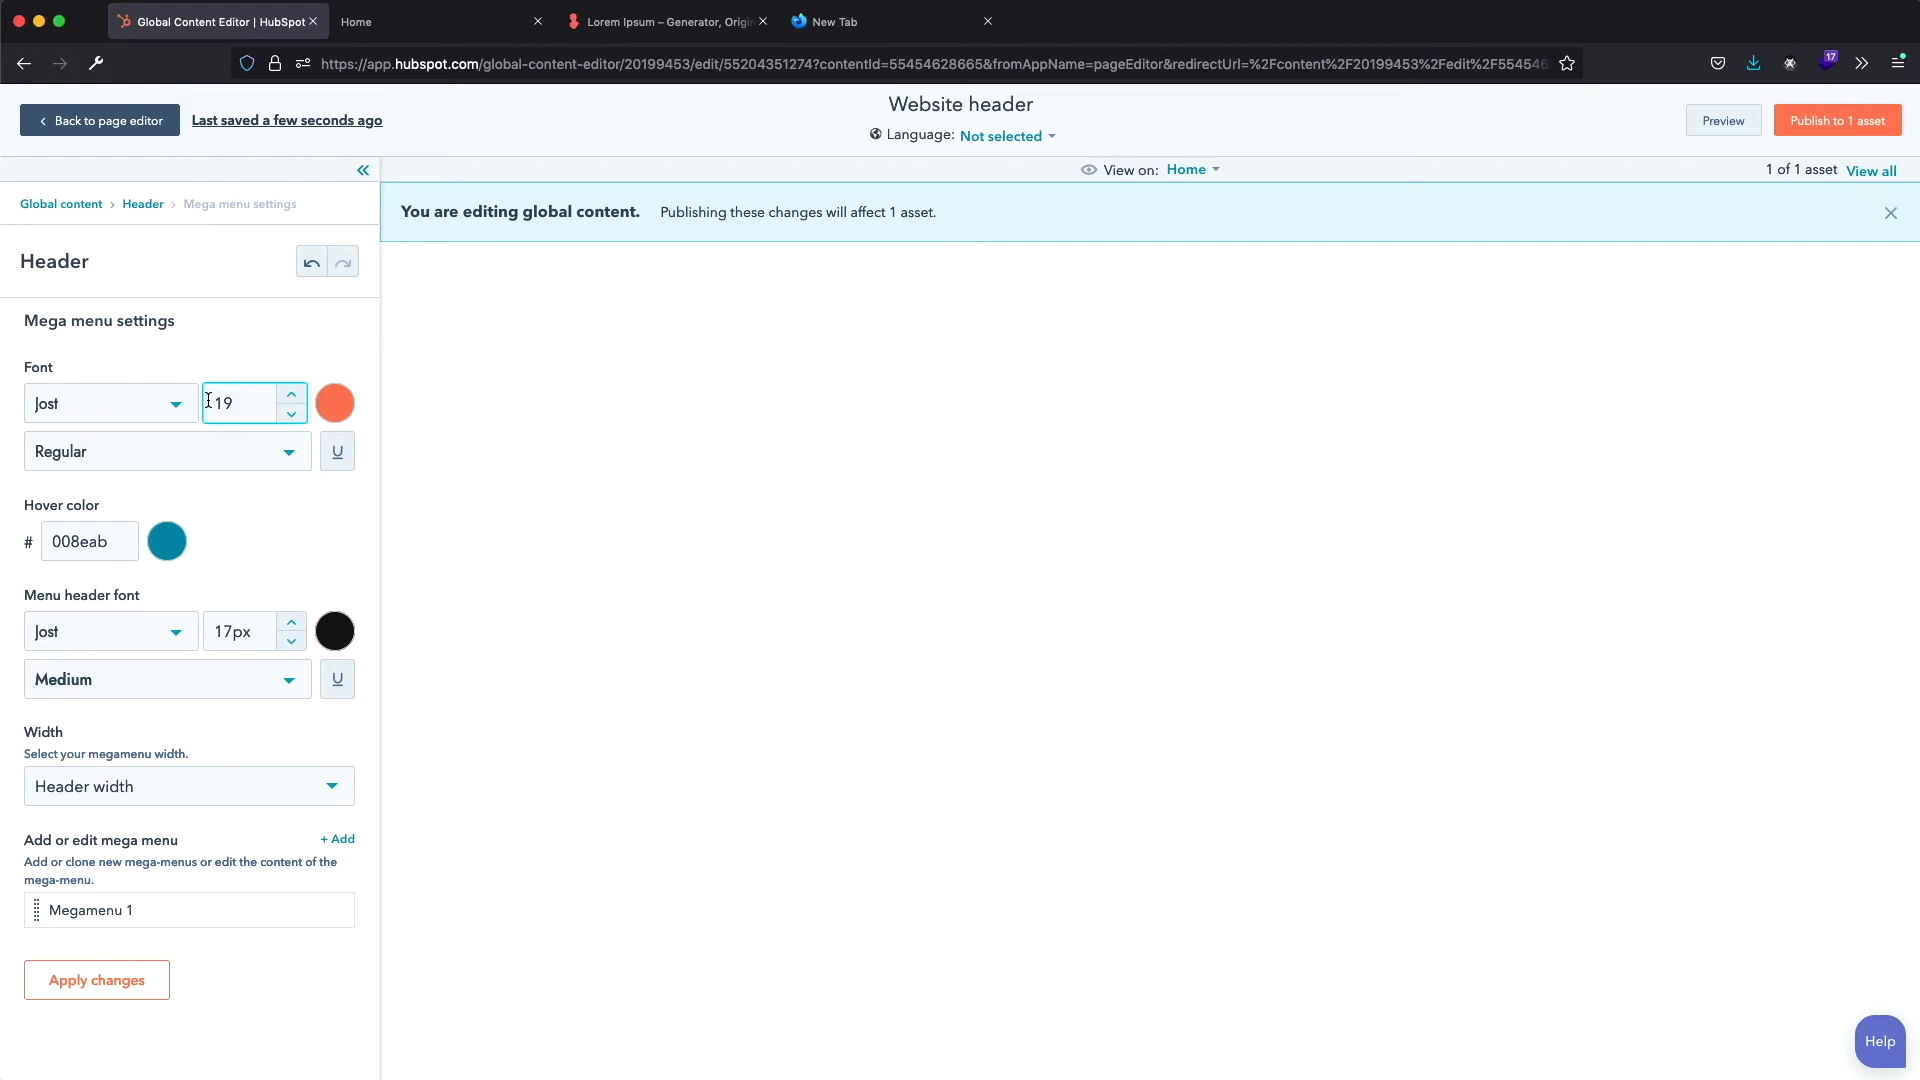 Global Content Editor | HubSpot
Home
Lorem Ipsum – Generator, Origin
New Tab
https://app.hubspot.com/global-content-editor/20199453/edit/55204351274?contentId=55454628665&fromAppName=pageEditor&redirectUrl=%2Fcontent%2F20199453%2Fedit%2F554546
17
Back to page editor
Last saved a few seconds ago
Website header
Language: Not selected
Preview
Publish to 1 asset
View on: Home
1 of 1 asset View all
Global content › Header › Mega menu settings
You are editing global content. Publishing these changes will affect 1 asset.
Header
Mega menu settings
Font
Jost
19
Regular
U
Hover color
# 008eab
Menu header font
Jost
17px
Medium
U
Width
Select your megamenu width.
Header width
Add or edit mega menu
+ Add
Add or clone new mega-menus or edit the content of the
mega-menu.
Megamenu 1
Apply changes
Help